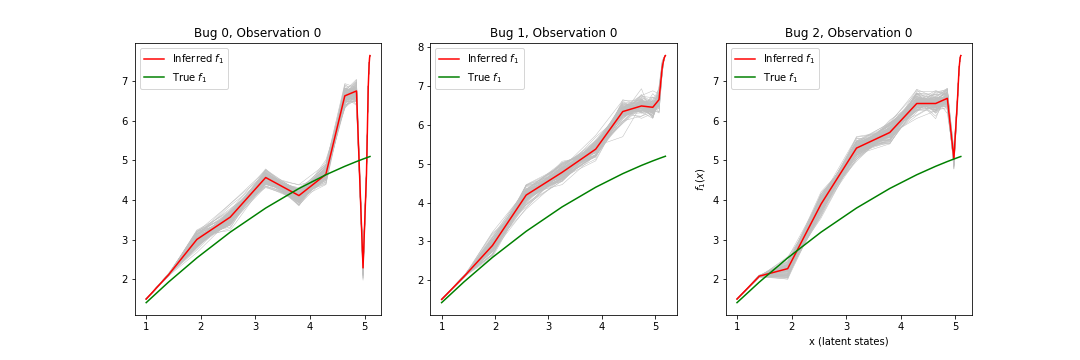 Bug 0, Observation 0
Inferred f₁
True f₁
7
6
5
4
3
2
1 2 3 4 5
Bug 1, Observation 0
Inferred f₁
True f₁
8
7
6
5
4
3
2
1 2 3 4 5
Bug 2, Observation 0
Inferred f₁
True f₁
f₁(x)
7
6
5
4
3
2
1 2 3 4 5
x (latent states)